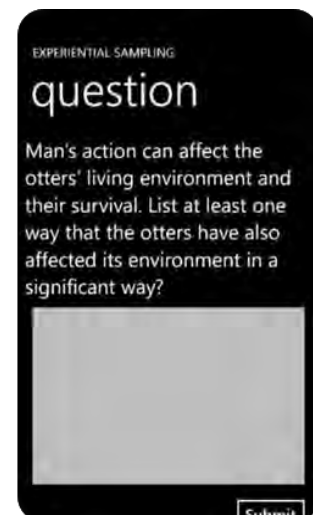 EXPERIENTIAL SAMPLING
question
Man's action can affect the
otters' living environment and
their survival. List at least one
way that the otters have also
affected its environment in a
significant way?
Submit